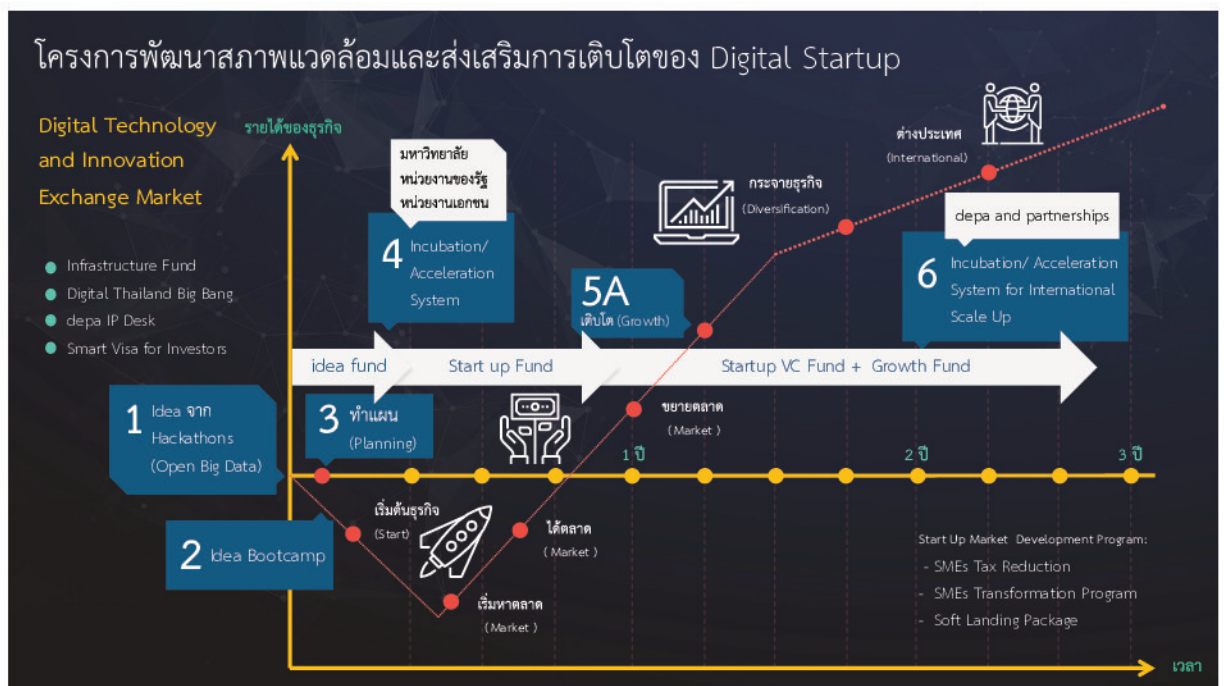 โครงการพัฒนาสภาพแวดล้อมและส่งเสริมการเติบโตของ Digital Startup
Digital Technology
and Innovation
Exchange Market
Infrastructure Fund
Digital Thailand Big Bang
depa IP Desk
Smart Visa for Investors
รายได้ของธุรกิจ
มหาวิทยาลัย
หน่วยงานของรัฐ
หน่วยงานเอกชน
4 Incubation/
Acceleration
System
กระจายธุรกิจ
(Diversification)
ต่างประเทศ
(International)
depa and partnerships
6 Incubation/ Acceleration
System for International
Scale Up
5A
เติบโต (Growth)
idea fund
Start up Fund
Startup VC Fund + Growth Fund
1 Idea จาก
Hackathons
(Open Big Data)
3 ทำแผน
(Planning)
ขยายตลาด
(Market )
1 ปี
2 ปี
3 ปี
2 Idea Bootcamp
เริ่มต้นธุรกิจ
(Start)
ได้ตลาด
( Market )
เริ่มหาตลาด
(Market )
Start Up Market Development Program:
- SMEs Tax Reduction
- SMEs Transformation Program
- Soft Landing Package
เวลา